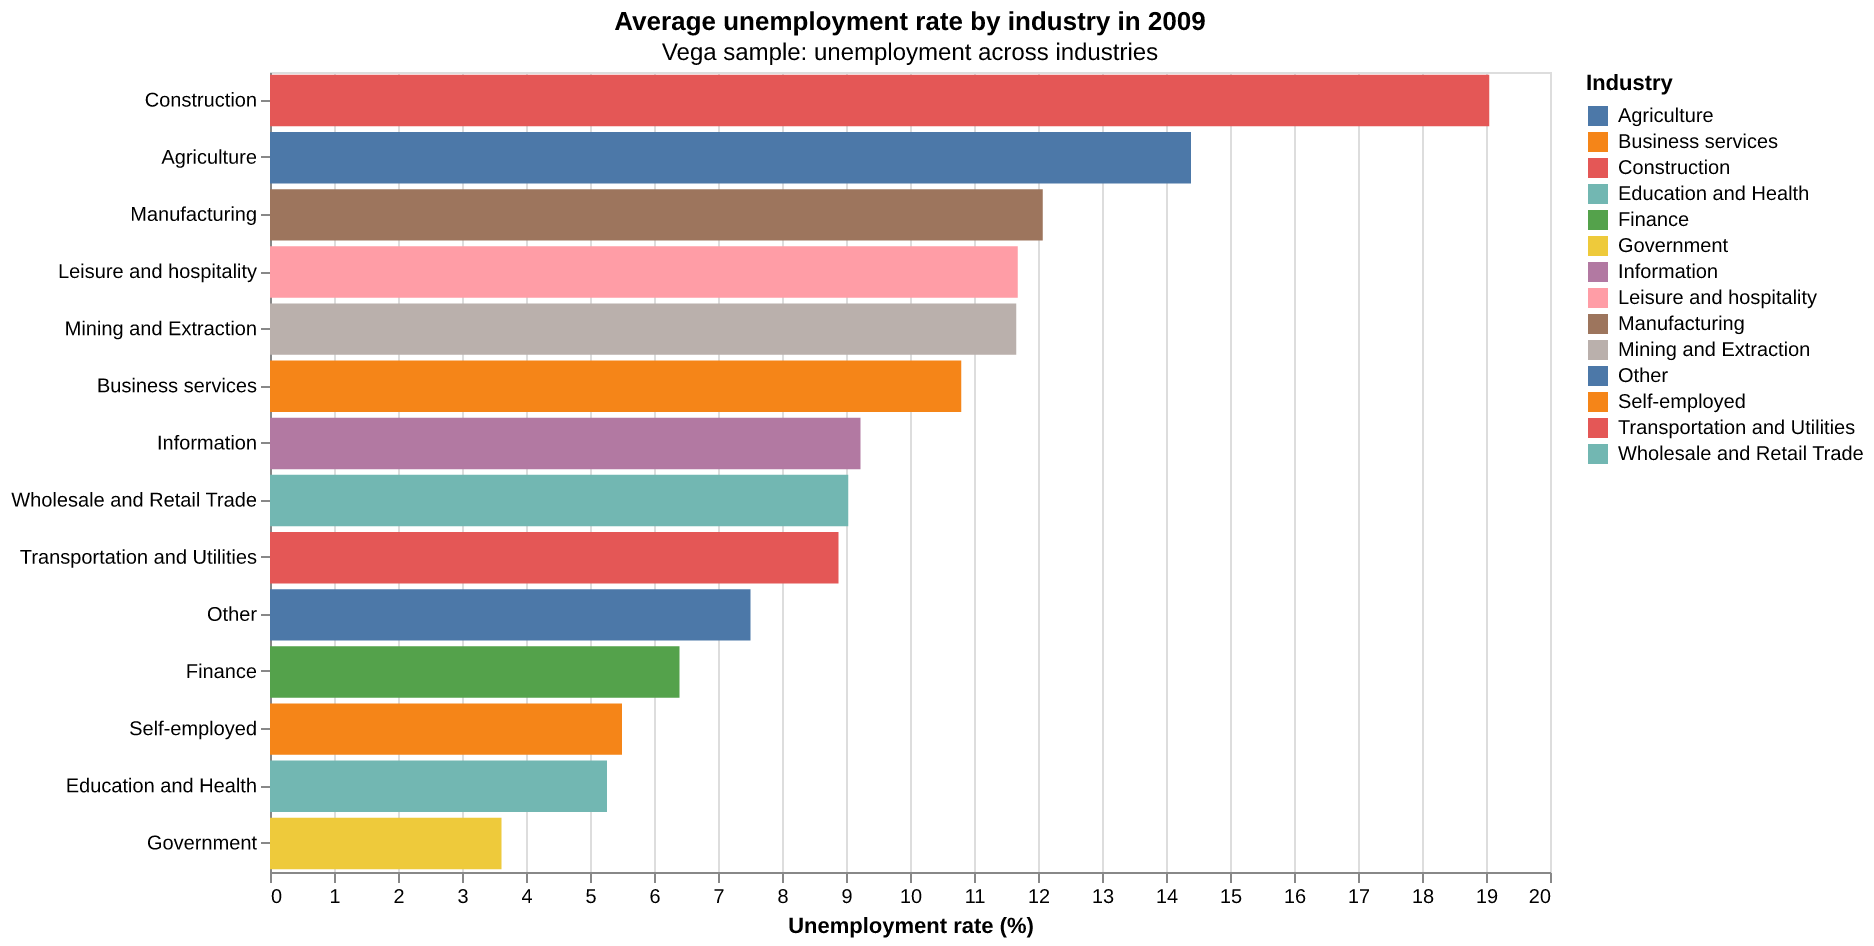 Average unemployment rate by industry in 2009
Vega sample: unemployment across industries
Construction
Agriculture
Manufacturing
Leisure and hospitality
Mining and Extraction
Business services
Information
Wholesale and Retail Trade
Transportation and Utilities
Other
Finance
Self-employed
Education and Health
Government
0 1 2 3 4 5 6 7 8 9 10 11 12 13 14 15 16 17 18 19 20
Unemployment rate (%)
Industry
Agriculture
Business services
Construction
Education and Health
Finance
Government
Information
Leisure and hospitality
Manufacturing
Mining and Extraction
Other
Self-employed
Transportation and Utilities
Wholesale and Retail Trade